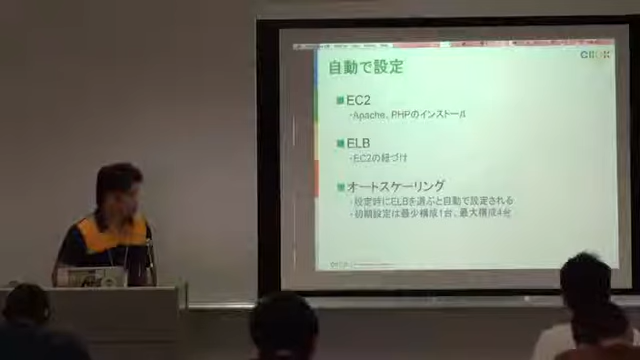 自動で設定
■EC2
・Apache、PHPのインストール
■ELB
・EC2の紐づけ
■オートスケーリング
・設定時にELBを選ぶと自動で設定される
・初期設定は最少構成1台、最大構成4台